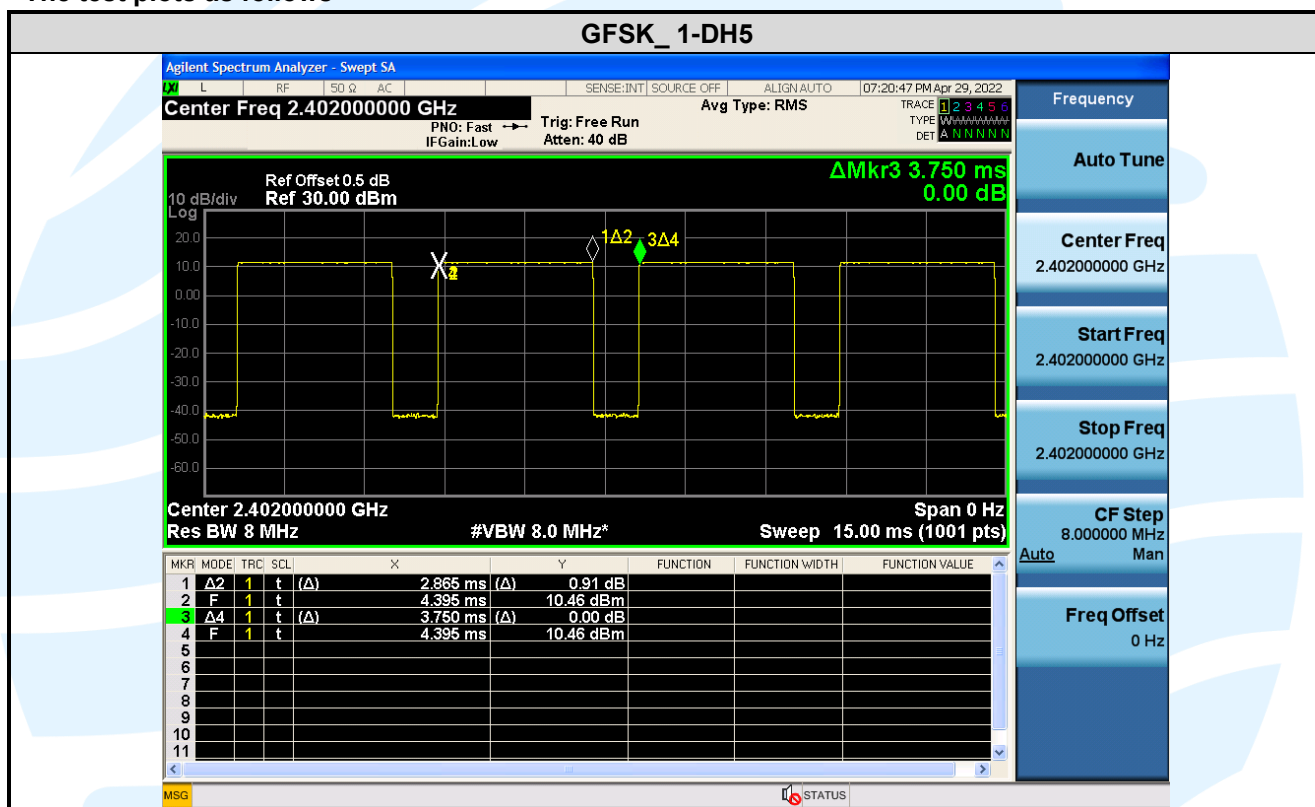 The test plots as follows
GFSK_ 1-DH5
Agilent Spectrum Analyzer - Swept SA
LXI L RF 50 Ω AC SENSE:INT SOURCE OFF ALIGN AUTO 07:20:47 PM Apr 29, 2022
Center Freq 2.402000000 GHz Avg Type: RMS TRACE 1 2 3 4 5 6
PNO: Fast Trig: Free Run TYPE
IFGain:Low Atten: 40 dB DET A N N N N N
Frequency
Auto Tune
Center Freq
2.402000000 GHz
Start Freq
2.402000000 GHz
Stop Freq
2.402000000 GHz
CF Step
8.000000 MHz
Auto Man
Freq Offset
0 Hz
ΔMkr3 3.750 ms
0.00 dB
Ref Offset 0.5 dB
10 dB/div Ref 30.00 dBm
Log
20.0
10.0
0.00
-10.0
-20.0
-30.0
-40.0
-50.0
-60.0
1Δ2 3Δ4
Center 2.402000000 GHz Span 0 Hz
Res BW 8 MHz #VBW 8.0 MHz* Sweep 15.00 ms (1001 pts)
MKR MODE TRC SCL X Y FUNCTION FUNCTION WIDTH FUNCTION VALUE
1 Δ2 1 t (Δ) 2.865 ms (Δ) 0.91 dB
2 F 1 t 4.395 ms 10.46 dBm
3 Δ4 1 t (Δ) 3.750 ms (Δ) 0.00 dB
4 F 1 t 4.395 ms 10.46 dBm
5
6
7
8
9
10
11
MSG STATUS